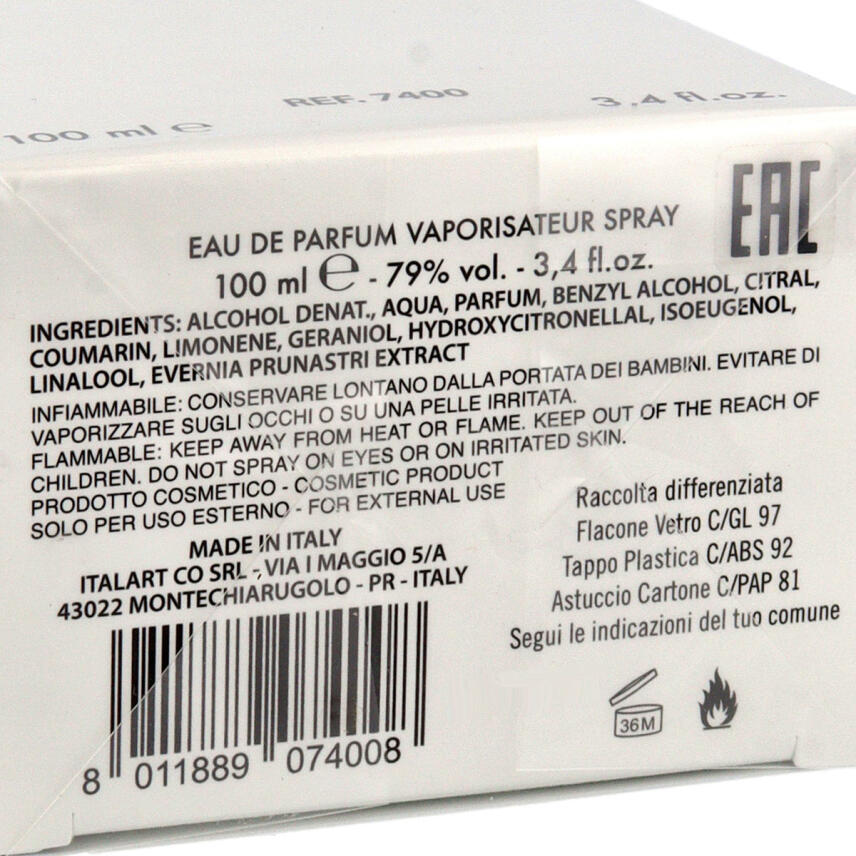 100 ml ℮ REF. 7400 3,4 fl.oz.
EAC
EAU DE PARFUM VAPORISATEUR SPRAY
100 ml ℮ - 79% vol. - 3,4 fl.oz.
INGREDIENTS: ALCOHOL DENAT., AQUA, PARFUM, BENZYL ALCOHOL, CITRAL,
COUMARIN, LIMONENE, GERANIOL, HYDROXYCITRONELLAL, ISOEUGENOL,
LINALOOL, EVERNIA PRUNASTRI EXTRACT
INFIAMMABILE: CONSERVARE LONTANO DALLA PORTATA DEI BAMBINI. EVITARE DI
VAPORIZZARE SUGLI OCCHI O SU UNA PELLE IRRITATA.
FLAMMABLE: KEEP AWAY FROM HEAT OR FLAME. KEEP OUT OF THE REACH OF
CHILDREN. DO NOT SPRAY ON EYES OR ON IRRITATED SKIN.
PRODOTTO COSMETICO - COSMETIC PRODUCT
SOLO PER USO ESTERNO - FOR EXTERNAL USE
MADE IN ITALY
ITALART CO SRL - VIA I MAGGIO 5/A
43022 MONTECHIARUGOLO - PR - ITALY
8 011889 074008
Raccolta differenziata
Flacone Vetro C/GL 97
Tappo Plastica C/ABS 92
Astuccio Cartone C/PAP 81
Segui le indicazioni del tuo comune
36M